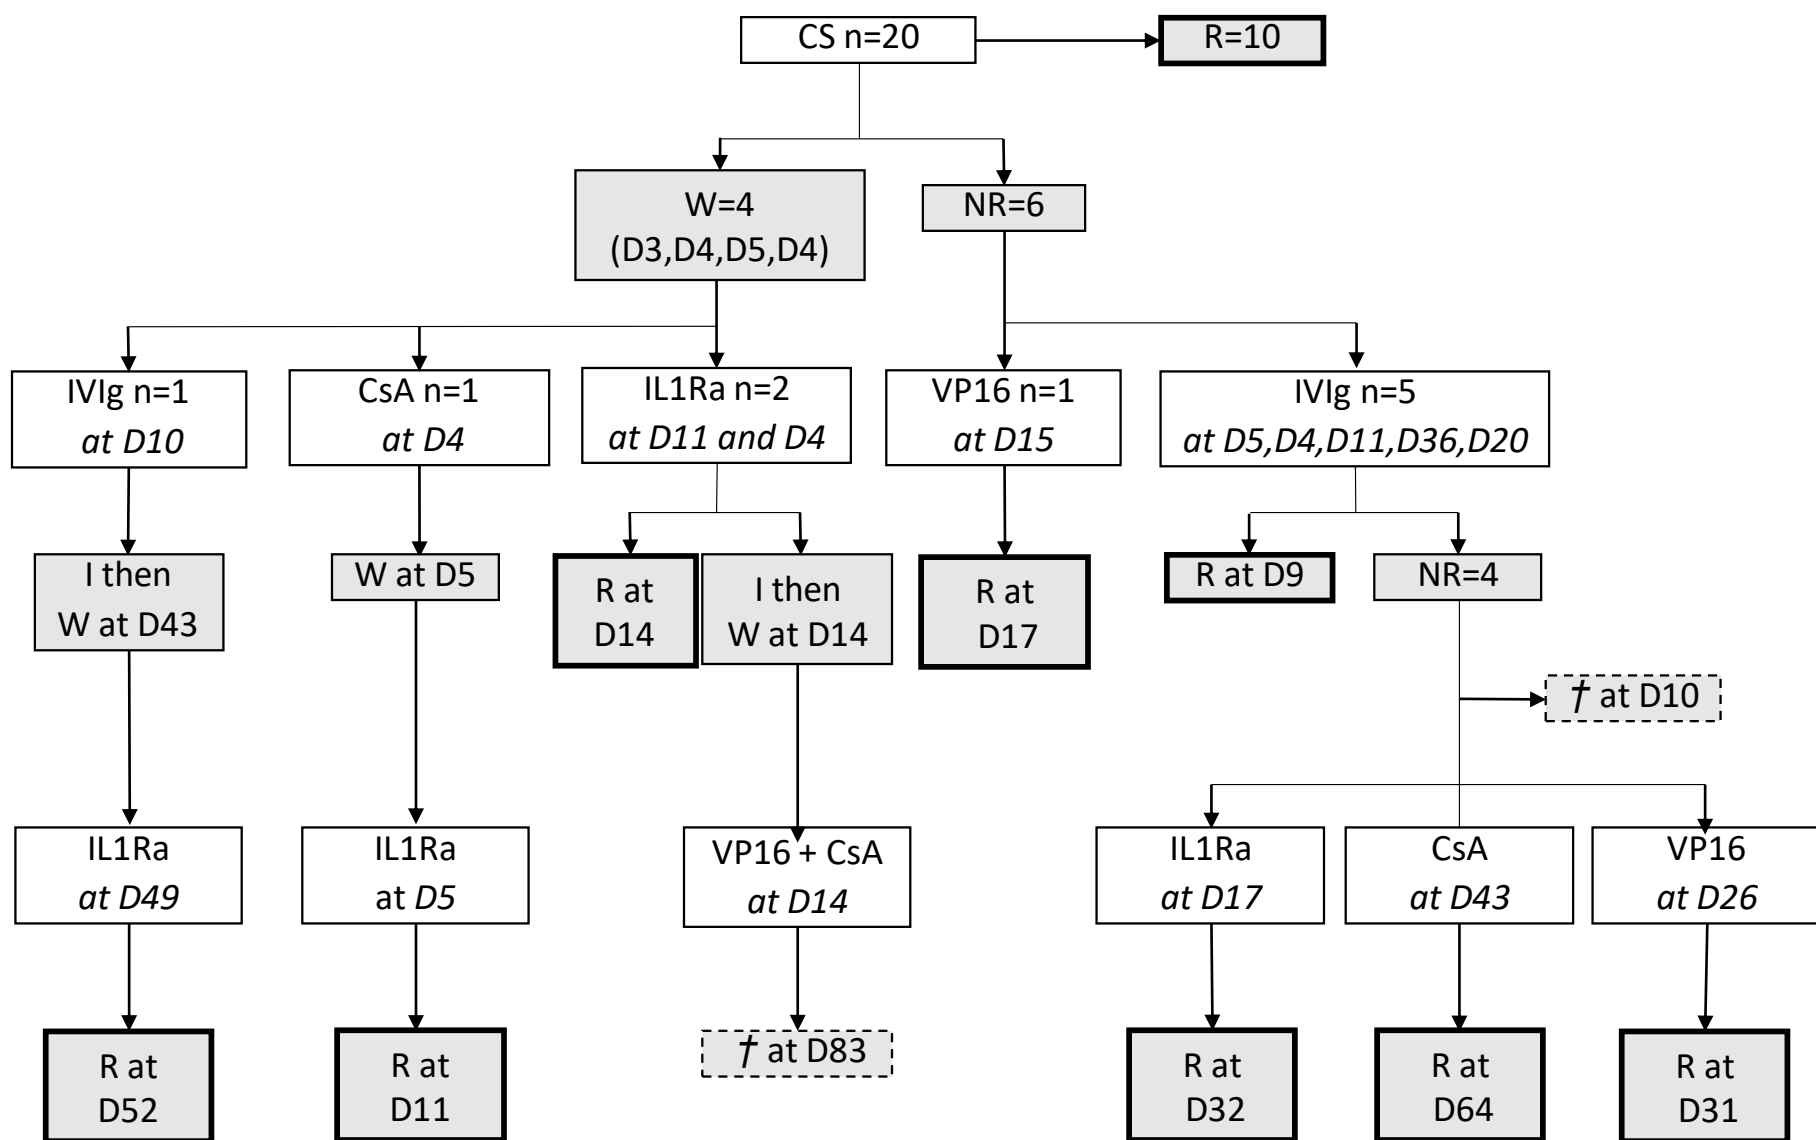 CS n=20
R=10
W=4
(D3,D4,D5,D4)
NR=6
IVIg n=1
at D10
CsA n=1
at D4
IL1Ra n=2
at D11 and D4
VP16 n=1
at D15
IVIg n=5
at D5,D4,D11,D36,D20
I then
W at D43
W at D5
R at
D14
I then
W at D14
R at
D17
R at D9
NR=4
† at D10
IL1Ra
at D49
IL1Ra
at D5
VP16 + CsA
at D14
IL1Ra
at D17
CsA
at D43
VP16
at D26
R at
D52
R at
D11
† at D83
R at
D32
R at
D64
R at
D31